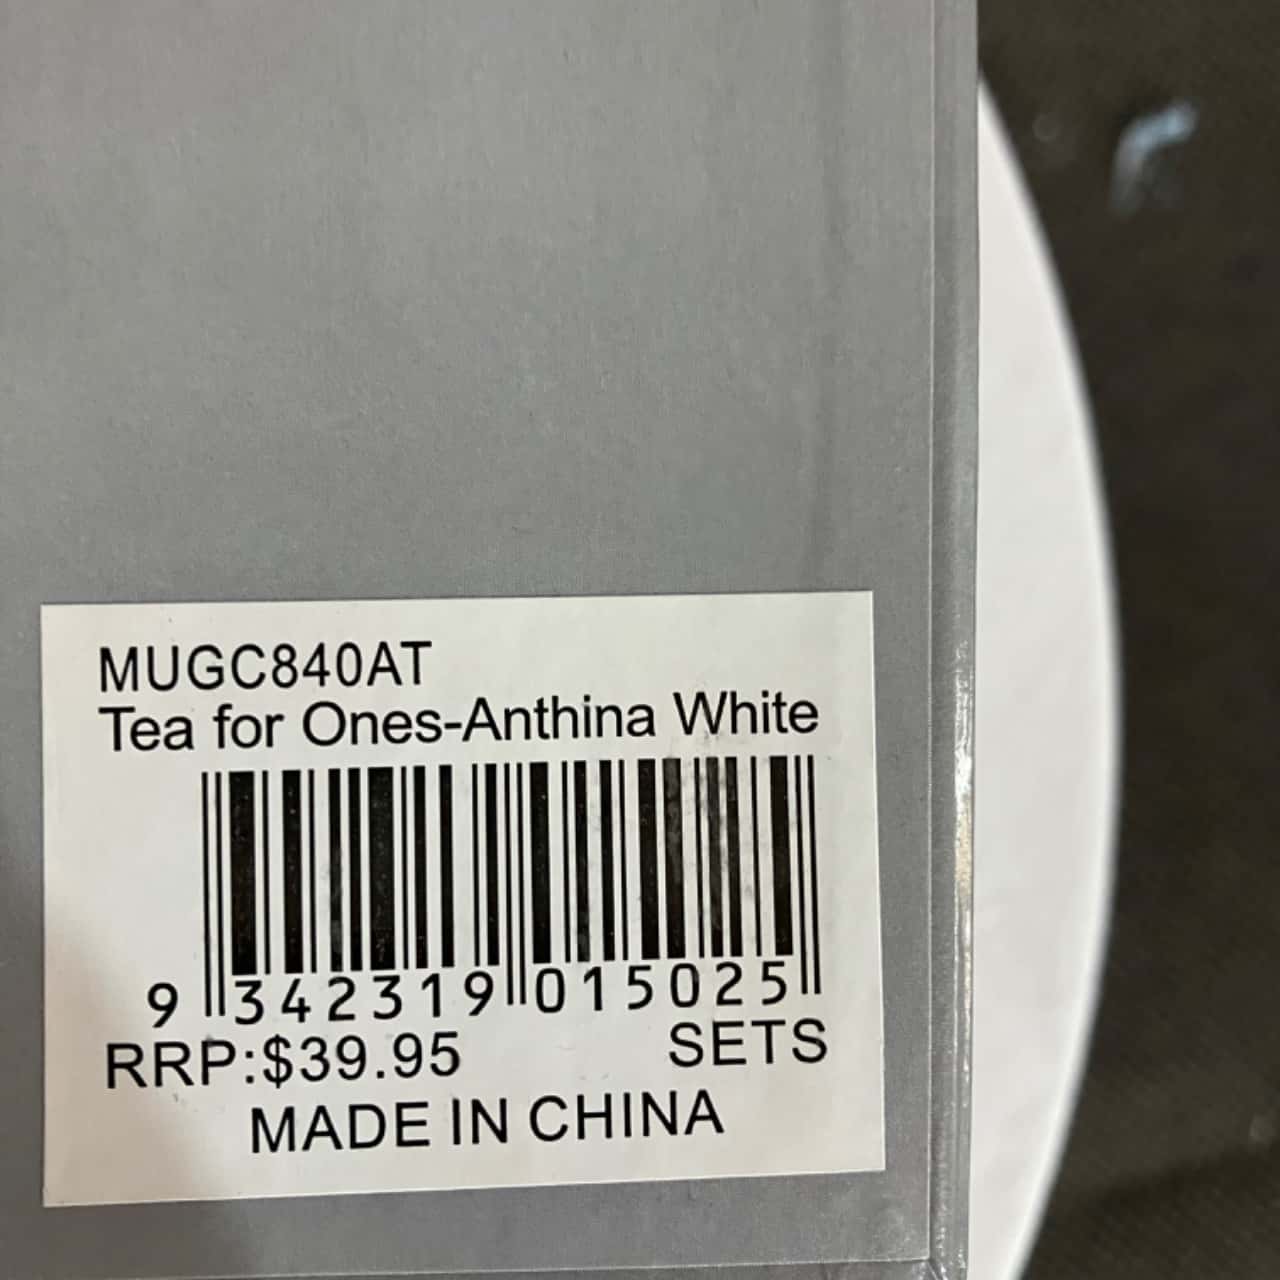 MUGC840AT
Tea for Ones-Anthina White
9 342319 015025
RRP:$39.95 SETS
MADE IN CHINA